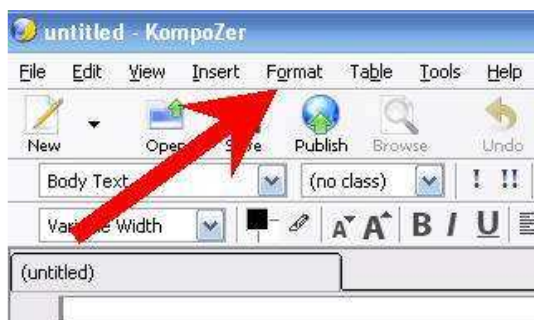 untitled - KompoZer
File Edit View Insert Format Table Tools Help
New Open Publish Browse Undo
Body Text (no class) ! !!
Width A A B I U
(untitled)